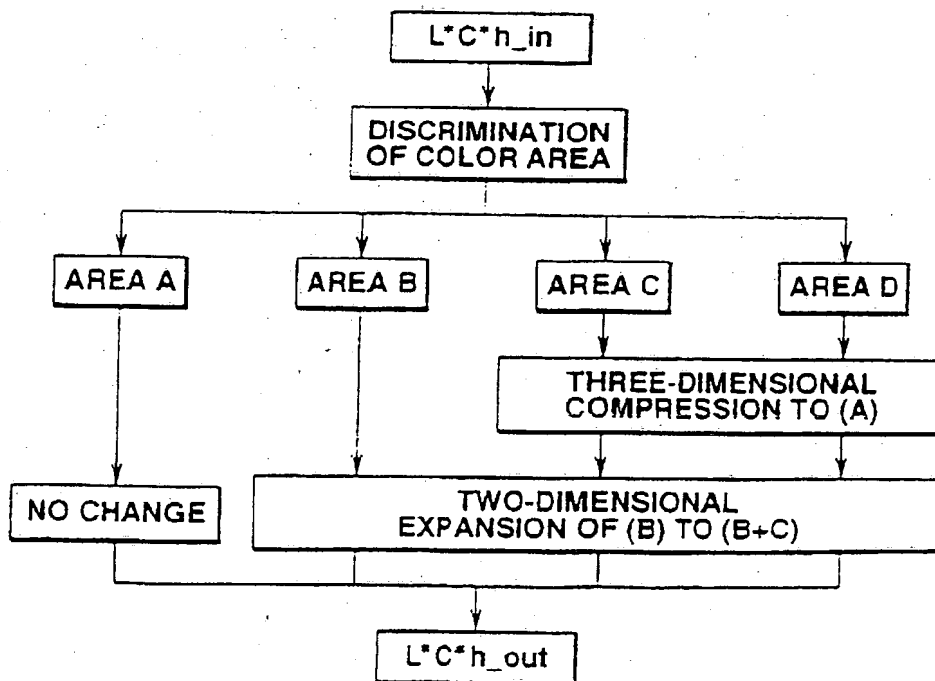 L*C*h_in
DISCRIMINATION
OF COLOR AREA
AREA A
AREA B
AREA C
AREA D
THREE-DIMENSIONAL
COMPRESSION TO (A)
NO CHANGE
TWO-DIMENSIONAL
EXPANSION OF (B) TO (B+C)
L*C*h_out